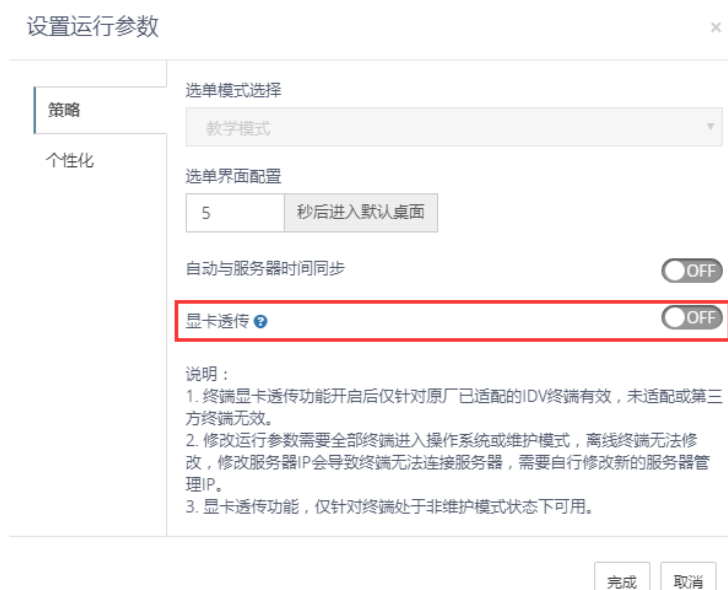 设置运行参数
×
策略
个性化
选单模式选择
教学模式
选单界面配置
5 秒后进入默认桌面
自动与服务器时间同步 OFF
显卡透传 ? OFF
说明：
1. 终端显卡透传功能开启后仅针对原厂已适配的IDV终端有效，未适配或第三
方终端无效。
2. 修改运行参数需要全部终端进入操作系统或维护模式，离线终端无法修
改，修改服务器IP会导致终端无法连接服务器，需要自行修改新的服务器管
理IP。
3. 显卡透传功能，仅针对终端处于非维护模式状态下可用。
完成 取消